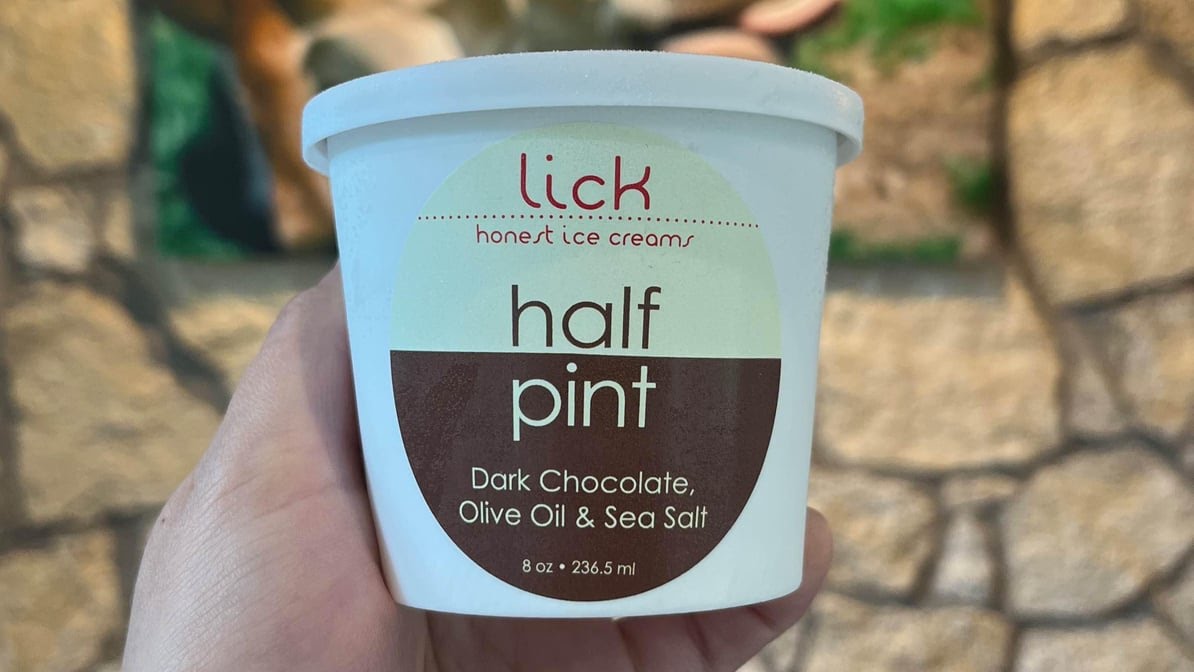 lick
honest ice creams
half
pint
Dark Chocolate,
Olive Oil & Sea Salt
8 oz • 236.5 ml